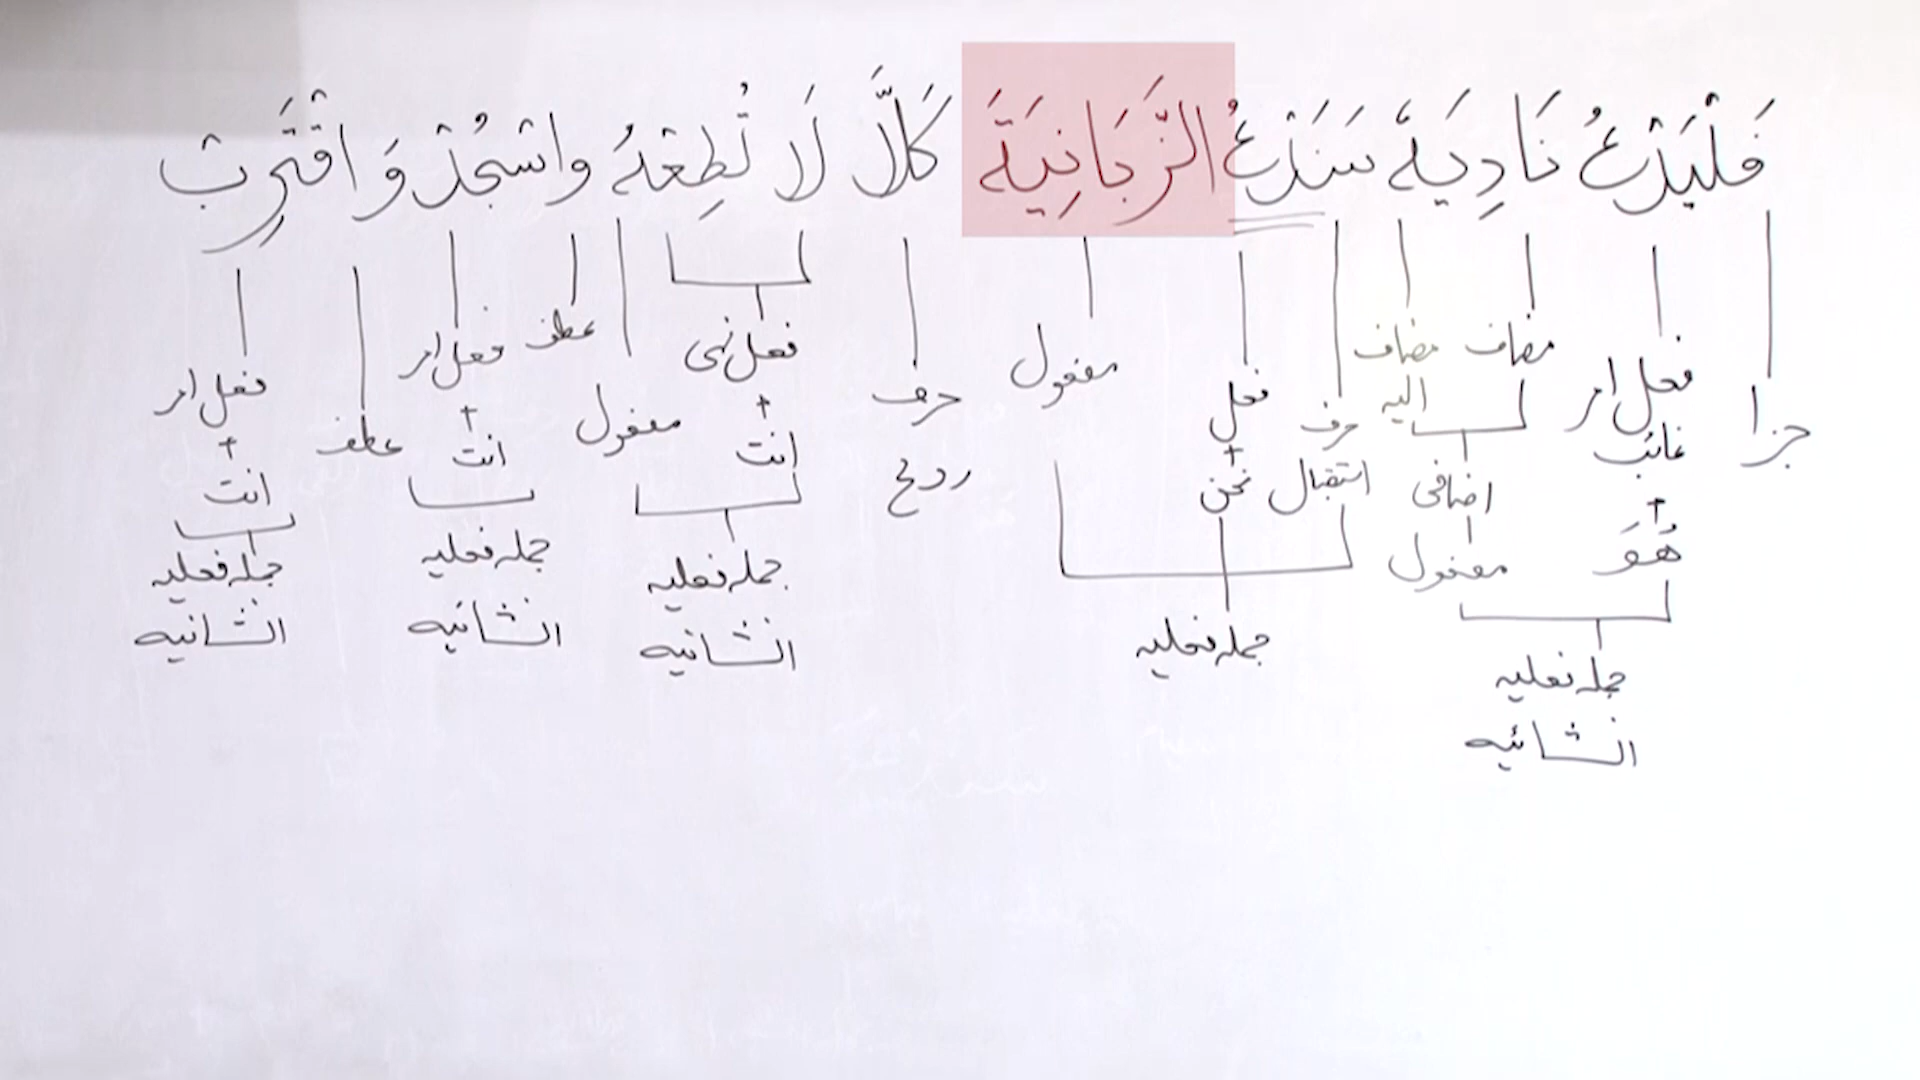 فَلْيَدْعُ نَادِيَهٗ سَنَدْعُ الزَّبَانِيَةَ كَلَّا لَا تُطِعْهُ وَاسْجُدْ وَاقْتَرِبْ
جزا
فعل امر غائب
+
هُوَ
مضاف
مضاف الیہ
اضافی
مفعول
جملہ فعلیہ
انشائیہ
حرف استقبال
فعل
+
نحن
مفعول
جملہ فعلیہ
حرف
ردع
فعل نہی
+
انت
مفعول
جملہ فعلیہ
انشائیہ
عطف
فعل امر
+
انت
جملہ فعلیہ
انشائیہ
عطف
فعل امر
+
انت
جملہ فعلیہ
انشائیہ